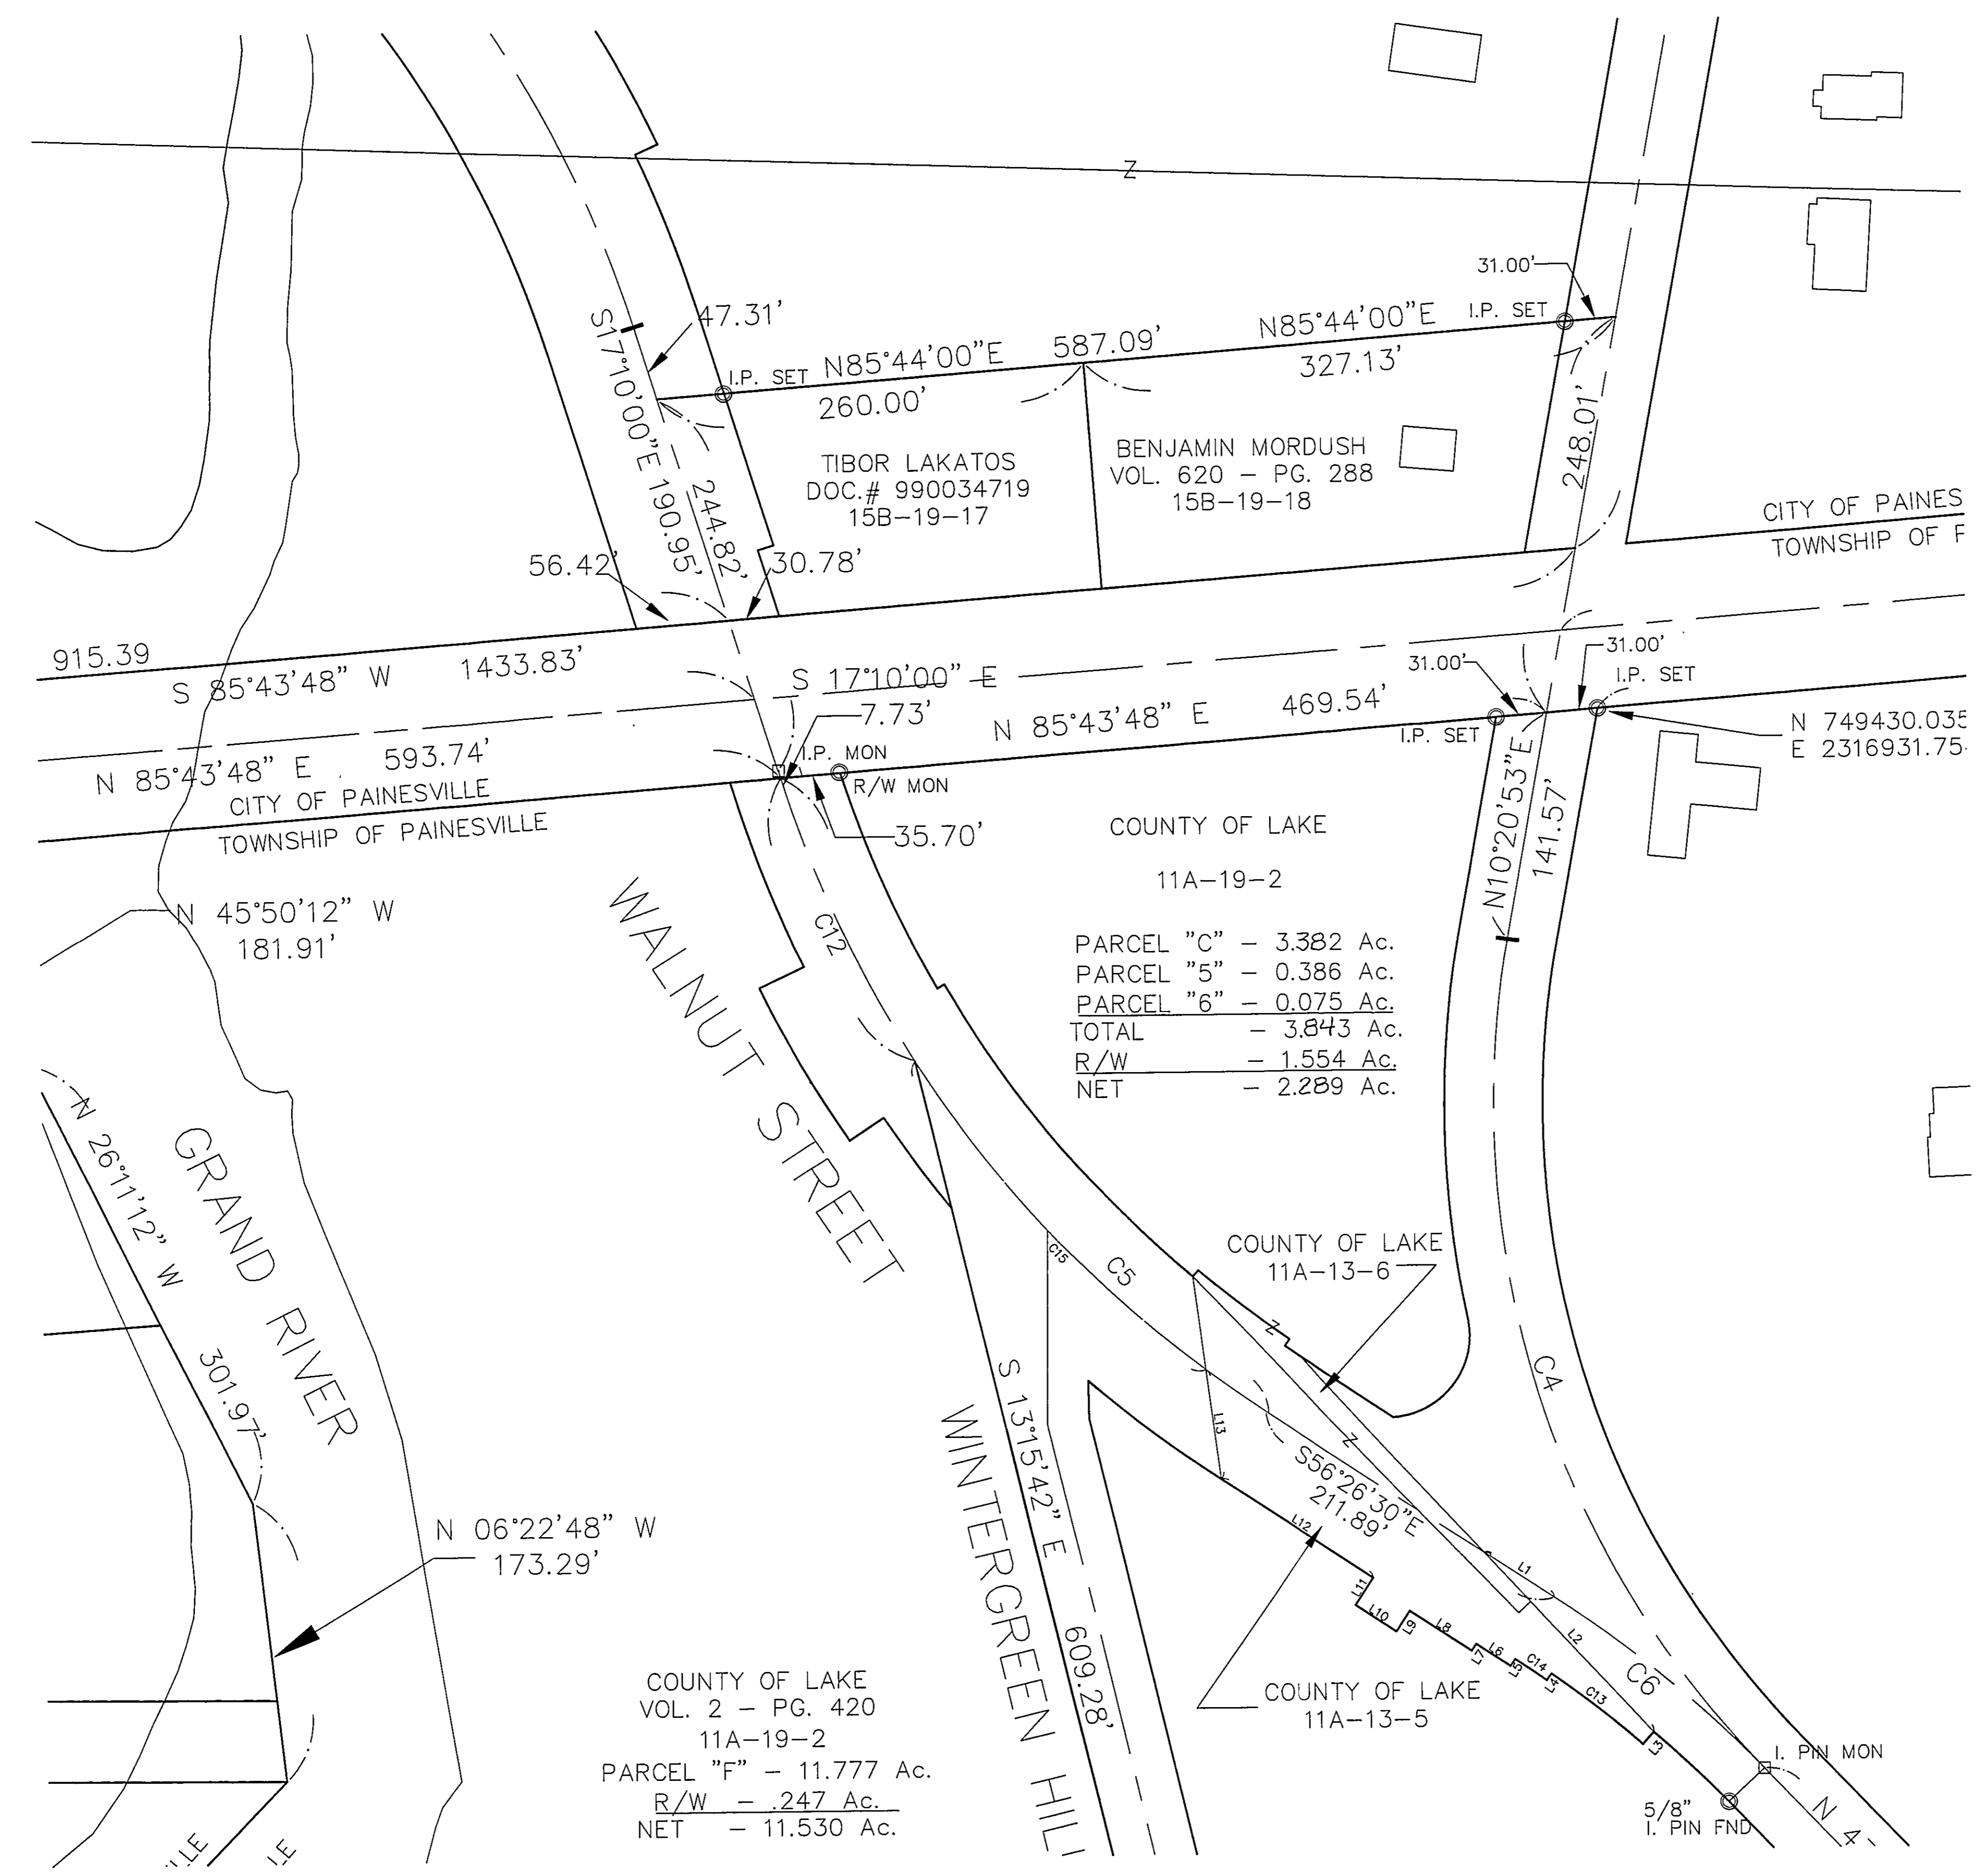 Z
31.00'
I.P. SET
N85°44'00"E
327.13'
587.09'
47.31'
I.P. SET
N85°44'00"E
260.00'
S17°10'00"E 190.95'
244.82'
248.01'
TIBOR LAKATOS
DOC.# 990034719
15B-19-17
BENJAMIN MORDUSH
VOL. 620 - PG. 288
15B-19-18
CITY OF PAINES
TOWNSHIP OF
56.42'
30.78'
915.39
S 85°43'48" W
1433.83'
S 17°10'00" E
7.73'
N 85°43'48" E
469.54'
31.00'
31.00'
I.P. SET
I.P. SET
N 749430.035
E 2316931.75
N 85°43'48" E
593.74'
CITY OF PAINESVILLE
TOWNSHIP OF PAINESVILLE
I.P. MON
R/W MON
35.70'
N10°20'53"E
141.57'
COUNTY OF LAKE
11A-19-2
PARCEL "C" - 3.382 Ac.
PARCEL "5" - 0.386 Ac.
PARCEL "6" - 0.075 Ac.
TOTAL - 3.843 Ac.
R/W - 1.554 Ac.
NET - 2.289 Ac.
N 45°50'12" W
181.91'
C12
WALNUT STREET
N 26°11'12" W
301.97'
GRAND RIVER
C15
C5
COUNTY OF LAKE
11A-13-6
Z
Z
C4
L13
S56°26'30"E
211.89'
L12
L1
L11
L10
L9
L8
L7
L6
L5
C14
L4
C13
L3
L2
C6
S 13°15'42" E
609.28'
WINTERGREEN HILL
N 06°22'48" W
173.29'
COUNTY OF LAKE
11A-13-5
COUNTY OF LAKE
VOL. 2 - PG. 420
11A-19-2
PARCEL "F" - 11.777 Ac.
R/W - .247 Ac.
NET - 11.530 Ac.
I. PIN MON
5/8"
I. PIN FND
N 4